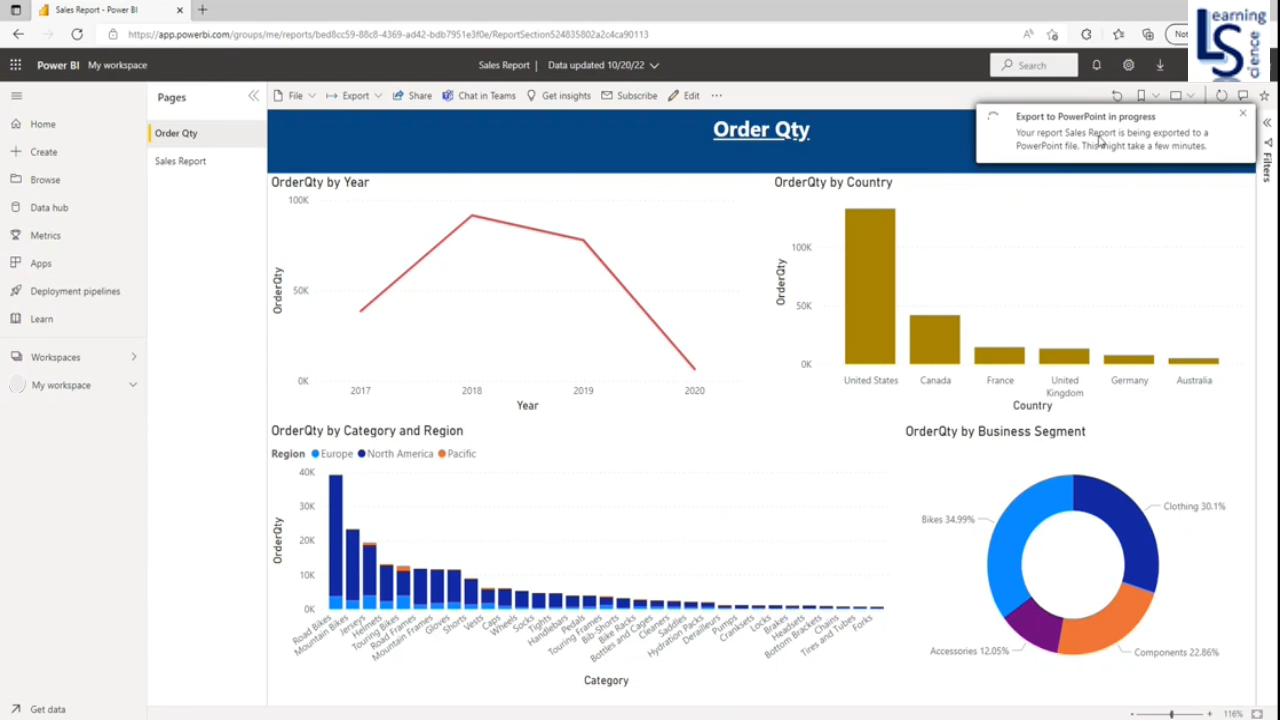 Sales Report - Power BI
https://app.powerbi.com/groups/me/reports/bed8cc59-88c8-4369-ad42-bdb7951e3f0e/ReportSection524835802a2c4ca90113
Not
Learning
Science
Power BI My workspace
Sales Report | Data updated 10/20/22
Search
Pages
File
Export
Share
Chat in Teams
Get insights
Subscribe
Edit
Home
Create
Browse
Data hub
Metrics
Apps
Deployment pipelines
Learn
Workspaces
My workspace
Get data
Order Qty
Sales Report
Order Qty
Export to PowerPoint in progress
Your report Sales Report is being exported to a
PowerPoint file. This might take a few minutes.
Filters
OrderQty by Year
100K
50K
0K
OrderQty
2017 2018 2019 2020
Year
OrderQty by Country
100K
50K
0K
OrderQty
United States Canada France United Kingdom Germany Australia
Country
OrderQty by Category and Region
Region Europe North America Pacific
40K
30K
20K
10K
0K
OrderQty
Road Bikes
Mountain Bikes
Jerseys
Helmets
Touring Bikes
Road Frames
Mountain Frames
Gloves
Shorts
Vests
Caps
Wheels
Socks
Tights
Handlebars
Pedals
Touring Frames
Bib-Shorts
Bike Racks
Bottles and Cages
Cleaners
Saddles
Hydration Packs
Derailleurs
Pumps
Cranksets
Locks
Brakes
Headsets
Bottom Brackets
Chains
Tires and Tubes
Forks
Category
OrderQty by Business Segment
Bikes 34.99%
Clothing 30.1%
Accessories 12.05%
Components 22.86%
116%